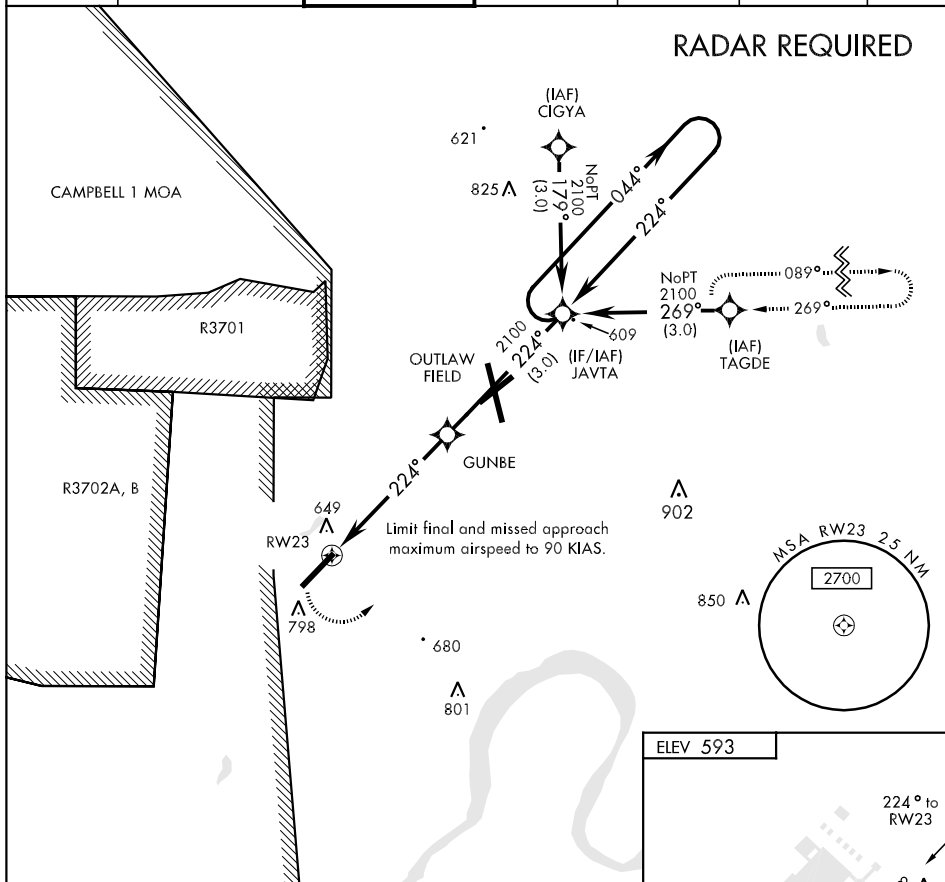 RADAR REQUIRED
(IAF)
CIGYA
621
825
NoPT
2100
179°
(3.0)
044°
224°
CAMPBELL 1 MOA
NoPT
2100
269°
(3.0)
089°
269°
(IAF)
TAGDE
R3701
2100
224°
(3.0)
609
(IF/IAF)
JAVTA
OUTLAW
FIELD
GUNBE
224°
R3702A, B
649
RW23
Limit final and missed approach
maximum airspeed to 90 KIAS.
902
MSA RW23 25 NM
2700
850
798
680
801
ELEV 593
224° to
RW23